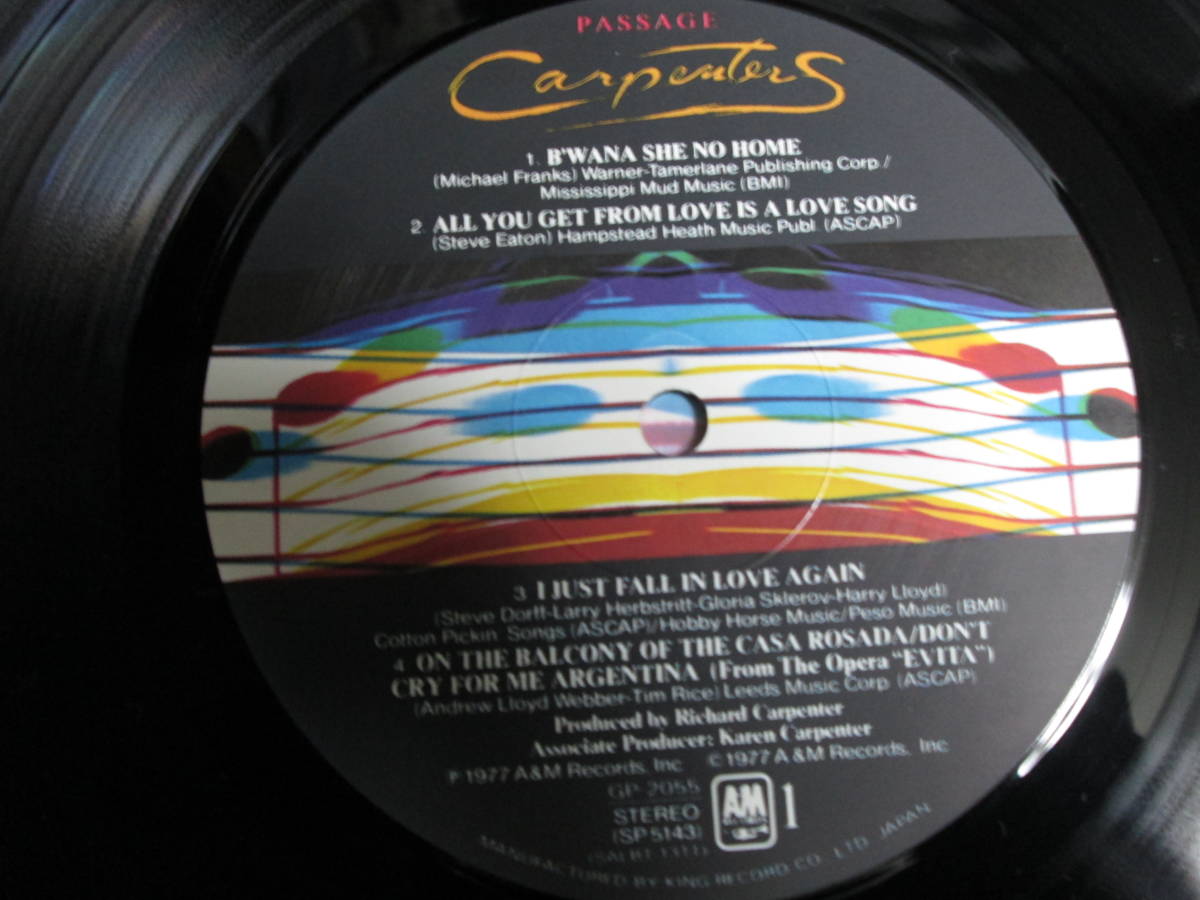 PASSAGE
Carpenters
1. B'WANA SHE NO HOME
(Michael Franks) Warner-Tamerlane Publishing Corp./
Mississippi Mud Music (BMI)
2. ALL YOU GET FROM LOVE IS A LOVE SONG
(Steve Eaton) Hampstead Heath Music Publ. (ASCAP)
3. I JUST FALL IN LOVE AGAIN
(Steve Dorff-Larry Herbstritt-Gloria Sklerov-Harry Lloyd)
Cotton Pickin' Songs (ASCAP)/Hobby Horse Music/Peso Music (BMI)
4. ON THE BALCONY OF THE CASA ROSADA/DON'T
CRY FOR ME ARGENTINA (From The Opera "EVITA")
(Andrew Lloyd Webber-Tim Rice) Leeds Music Corp. (ASCAP)
Produced by Richard Carpenter
Associate Producer: Karen Carpenter
℗ 1977 A&M Records, Inc. © 1977 A&M Records, Inc.
GP-2055
STEREO
(SP 5143)
A&M
1
MANUFACTURED BY KING RECORD CO. LTD. JAPAN